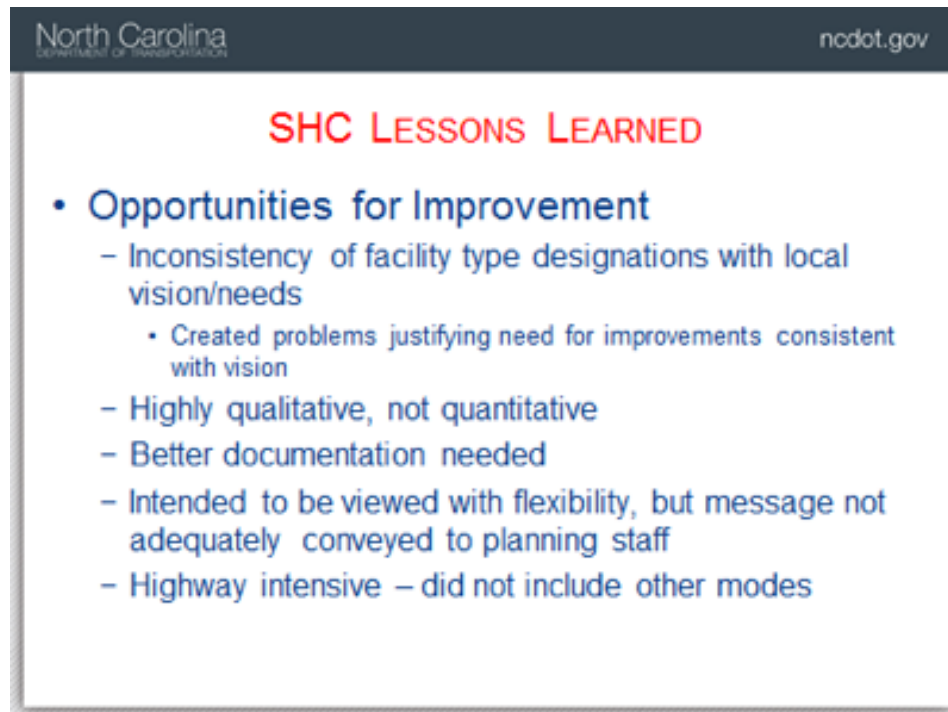 North Carolina
DEPARTMENT OF TRANSPORTATION
ncdot.gov
SHC LESSONS LEARNED
• Opportunities for Improvement
– Inconsistency of facility type designations with local
vision/needs
• Created problems justifying need for improvements consistent
with vision
– Highly qualitative, not quantitative
– Better documentation needed
– Intended to be viewed with flexibility, but message not
adequately conveyed to planning staff
– Highway intensive – did not include other modes